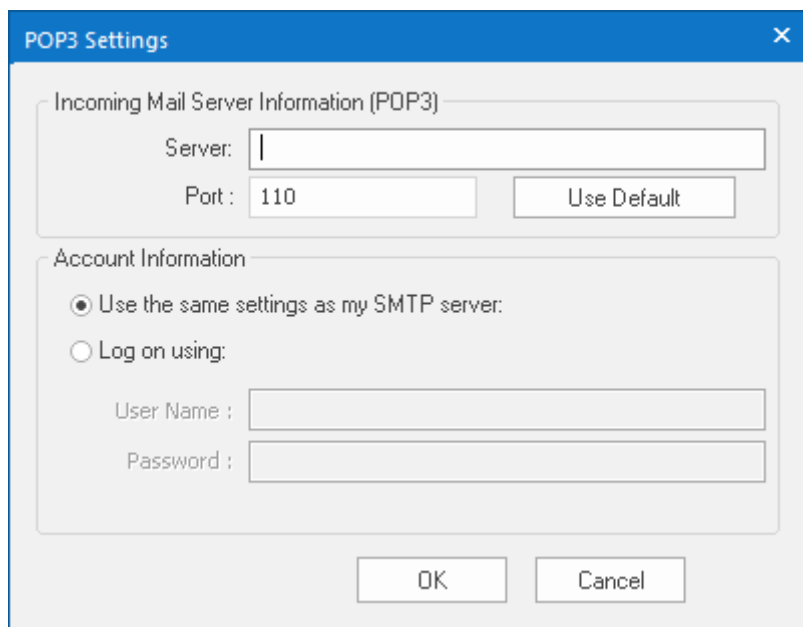 POP3 Settings
Incoming Mail Server Information (POP3)
Server:
Port : 110 Use Default
Account Information
Use the same settings as my SMTP server:
Log on using:
User Name :
Password :
OK Cancel